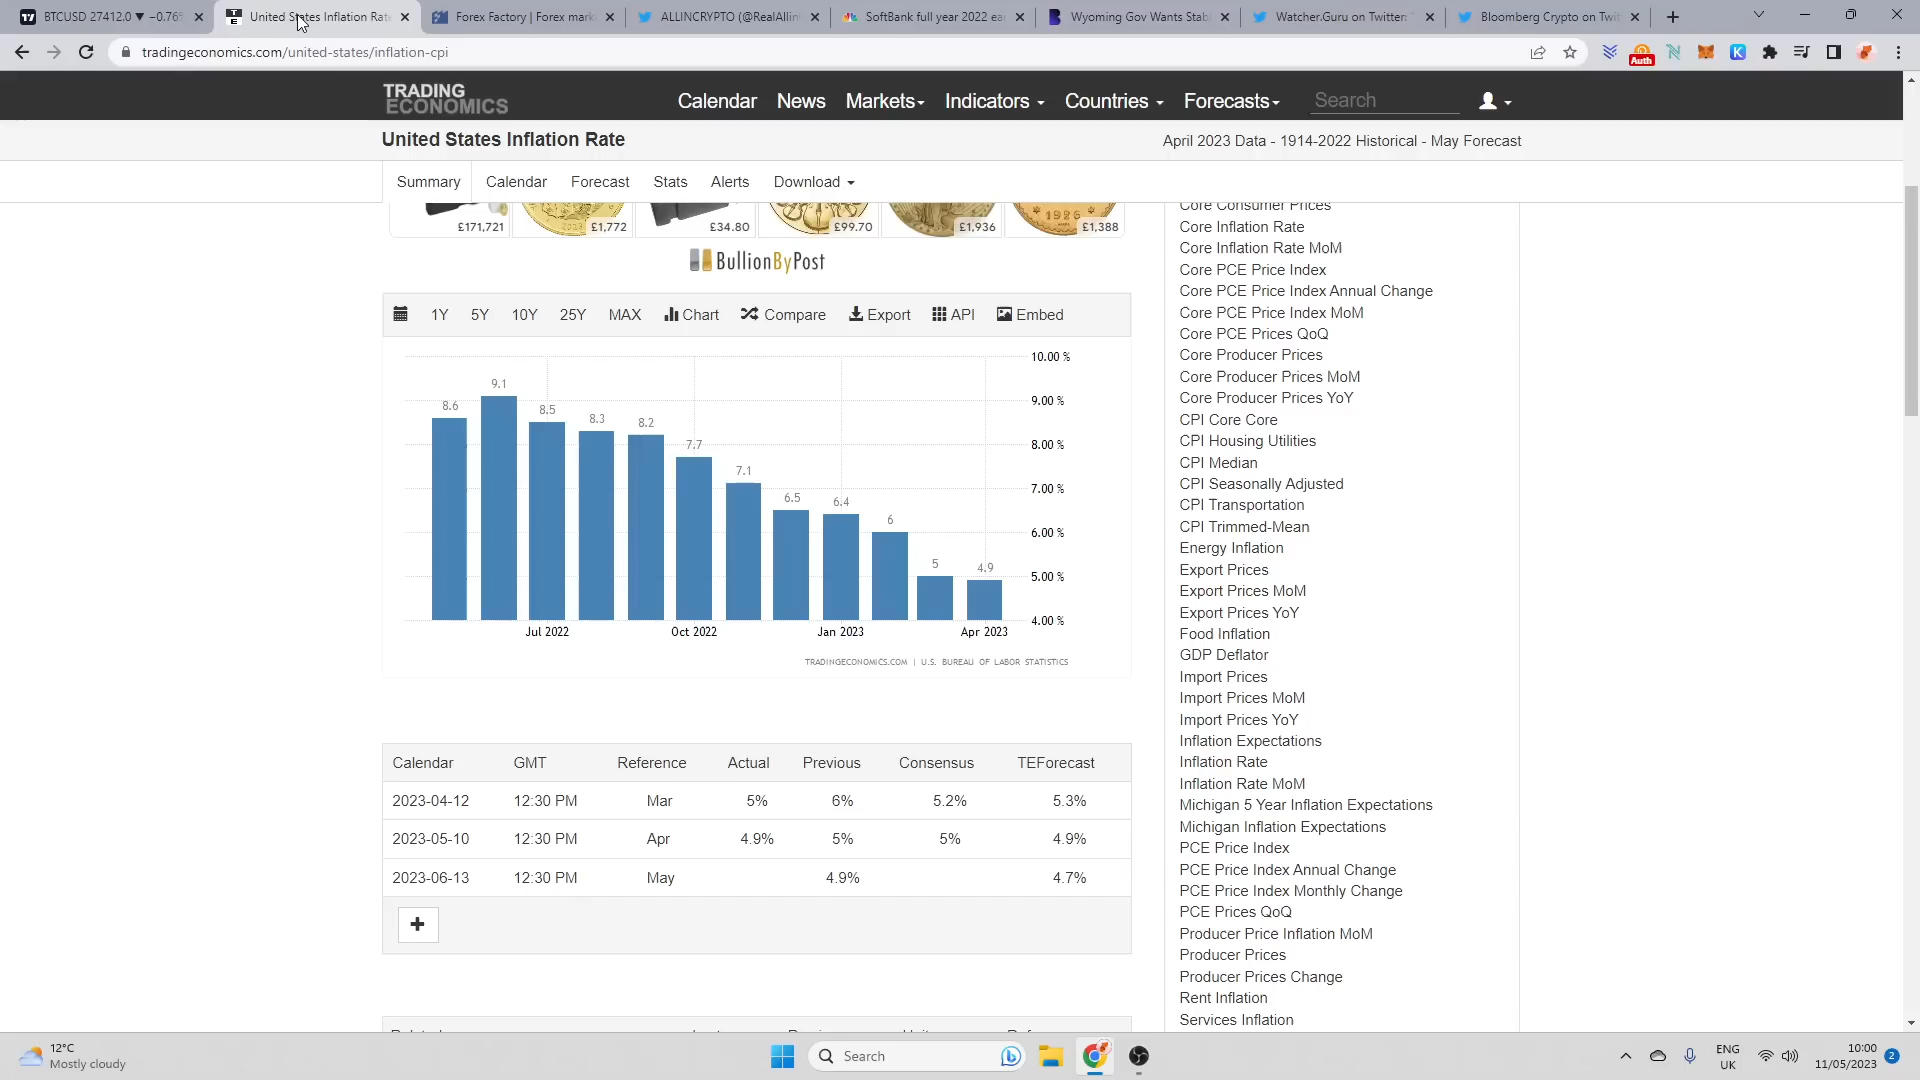 BTCUSD 27412.0 ▼ −0.76%
United States Inflation Rat
Forex Factory | Forex mark
ALLINCRYPTO (@RealAllin
SoftBank full year 2022 ea
Wyoming Gov Wants Stabl
Watcher.Guru on Twitter: "
Bloomberg Crypto on Twit
tradingeconomics.com/united-states/inflation-cpi
Auth
TRADING
ECONOMICS
Calendar
News
Markets
Indicators
Countries
Forecasts
Search
United States Inflation Rate
April 2023 Data - 1914-2022 Historical - May Forecast
Summary
Calendar
Forecast
Stats
Alerts
Download
£171,721
£1,772
£34.80
£99.70
£1,936
£1,388
BullionByPost
1Y
5Y
10Y
25Y
MAX
Chart
Compare
Export
API
Embed
10.00 %
9.00 %
8.00 %
7.00 %
6.00 %
5.00 %
4.00 %
8.6
9.1
8.5
8.3
8.2
7.7
7.1
6.5
6.4
6
5
4.9
Jul 2022
Oct 2022
Jan 2023
Apr 2023
TRADINGECONOMICS.COM | U.S. BUREAU OF LABOR STATISTICS
Calendar GMT Reference Actual Previous Consensus TEForecast
2023-04-12 12:30 PM Mar 5% 6% 5.2% 5.3%
2023-05-10 12:30 PM Apr 4.9% 5% 5% 4.9%
2023-06-13 12:30 PM May 4.9% 4.7%
Core Consumer Prices
Core Inflation Rate
Core Inflation Rate MoM
Core PCE Price Index
Core PCE Price Index Annual Change
Core PCE Price Index MoM
Core PCE Prices QoQ
Core Producer Prices
Core Producer Prices MoM
Core Producer Prices YoY
CPI Core Core
CPI Housing Utilities
CPI Median
CPI Seasonally Adjusted
CPI Transportation
CPI Trimmed-Mean
Energy Inflation
Export Prices
Export Prices MoM
Export Prices YoY
Food Inflation
GDP Deflator
Import Prices
Import Prices MoM
Import Prices YoY
Inflation Expectations
Inflation Rate
Inflation Rate MoM
Michigan 5 Year Inflation Expectations
Michigan Inflation Expectations
PCE Price Index
PCE Price Index Annual Change
PCE Price Index Monthly Change
PCE Prices QoQ
Producer Price Inflation MoM
Producer Prices
Producer Prices Change
Rent Inflation
Services Inflation
12°C
Mostly cloudy
Search
ENG
UK
10:00
11/05/2023
2